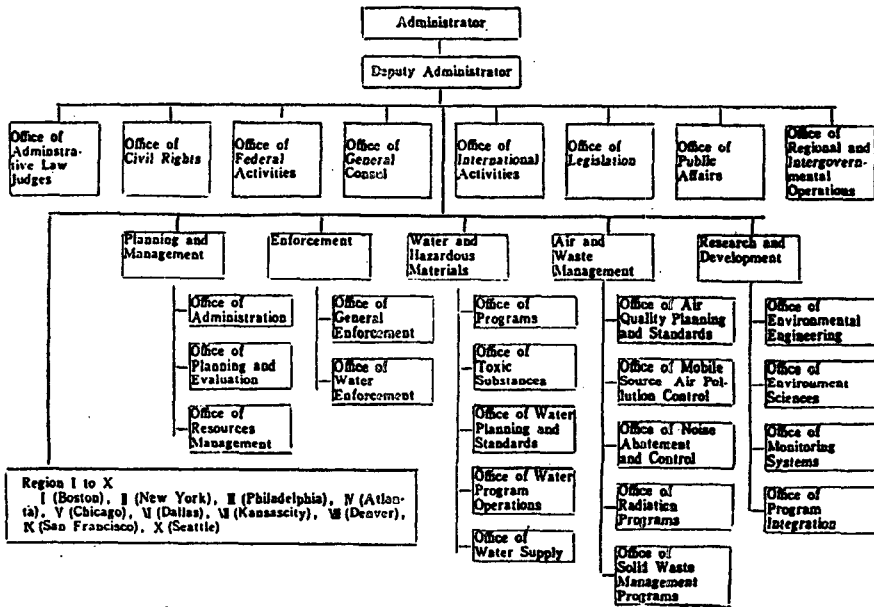 Administrator
Deputy Administrator
Office of
Adminstra-
tive Law
Judges
Office of
Civil Rights
Office of
Federal
Activities
Office of
General
Consel
Office of
International
Activities
Office of
Legislation
Office of
Public
Affairs
Office of
Regional and
Intergovern-
mental
Operations
Planning and
Management
Enforcement
Water and
Hazardous
Materials
Air and
Waste
Management
Research and
Development
Office of
Administration
Office of
Planning and
Evaluation
Office of
Resources
Management
Office of
General
Enforcement
Office of
Water
Enforcement
Office of
Programs
Office of
Toxic
Substances
Office of Water
Planning and
Standards
Office of Water
Program
Operations
Office of
Water Supply
Office of Air
Quality Planning
and Standards
Office of Mobile
Source Air Pol-
lution Control
Office of Noise
Abatement
and Control
Office of
Radiation
Programs
Office of
Solid Waste
Management
Programs
Office of
Environmental
Engineering
Office of
Environment
Sciences
Office of
Monitoring
Systems
Office of
Program
Integration
Region I to X
I (Boston), II (New York), III (Philadelphia), IV (Atlan-
ta), V (Chicago), VI (Dallas), VII (Kansascity), VIII (Denver),
IX (San Francisco), X (Seattle)